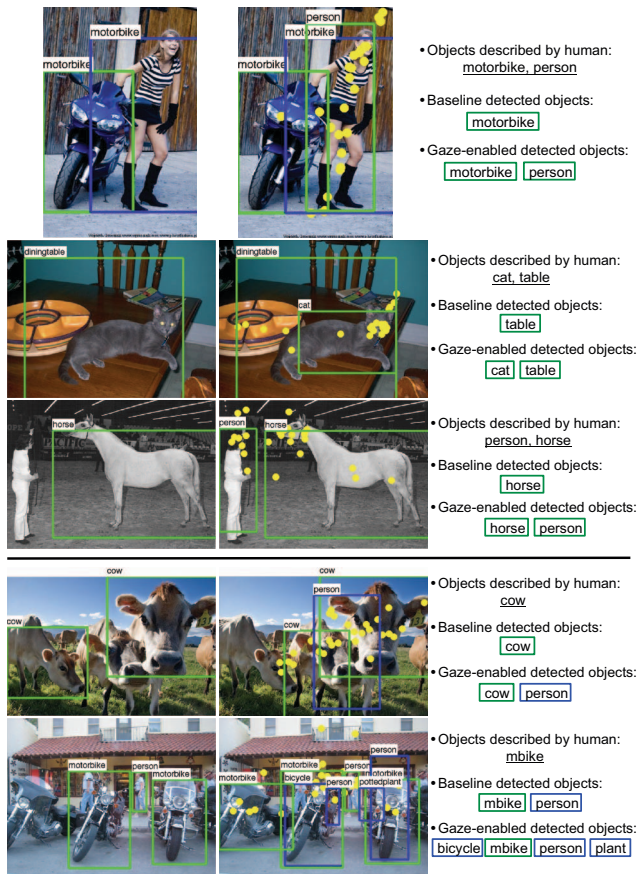 person
motorbike
motorbike
motorbike
motorbike
• Objects described by human:
motorbike, person
• Baseline detected objects:
motorbike
• Gaze-enabled detected objects:
motorbike person
diningtable
diningtable
cat
• Objects described by human:
cat, table
• Baseline detected objects:
table
• Gaze-enabled detected objects:
cat table
horse
person
horse
• Objects described by human:
person, horse
• Baseline detected objects:
horse
• Gaze-enabled detected objects:
horse person
cow
cow
cow
person
cow
• Objects described by human:
cow
• Baseline detected objects:
cow
• Gaze-enabled detected objects:
cow person
motorbike
person
motorbike
motorbike
motorbike
bicycle
person
person
person
motorbike
pottedplant
• Objects described by human:
mbike
• Baseline detected objects:
mbike person
• Gaze-enabled detected objects:
bicycle mbike person plant